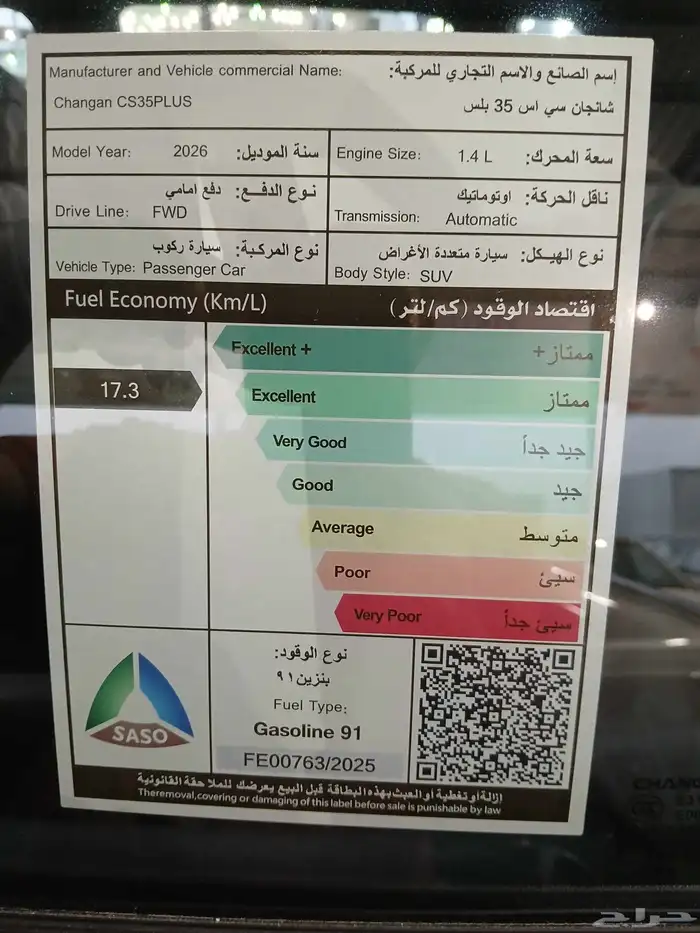 Manufacturer and Vehicle commercial Name: إسم الصانع والاسم التجاري للمركبة:
Changan CS35PLUS شانجان سي اس 35 بلس
Model Year: 2026 سنة الموديل:
Engine Size: 1.4 L سعة المحرك:
نوع الدفـع: دفع امامي
Drive Line: FWD
ناقل الحركة: اوتوماتيك
Transmission: Automatic
نوع المركبة: سيارة ركوب
Vehicle Type: Passenger Car
نوع الهيـكل: سيارة متعددة الأغراض
Body Style: SUV
Fuel Economy (Km/L) اقتصاد الوقود (كم/لتر)
17.3
Excellent + ممتاز +
Excellent ممتاز
Very Good جيد جداً
Good جيد
Average متوسط
Poor سيئ
Very Poor سيئ جداً
SASO
نوع الوقود:
بنزين ٩١
Fuel Type:
Gasoline 91
FE00763/2025
إزالة أو تغطية أو العبث بهذه البطاقة قبل البيع يعرضك للملاحقة القانونية
Theremoval,covering or damaging of this label before sale is punishable by law
حراج